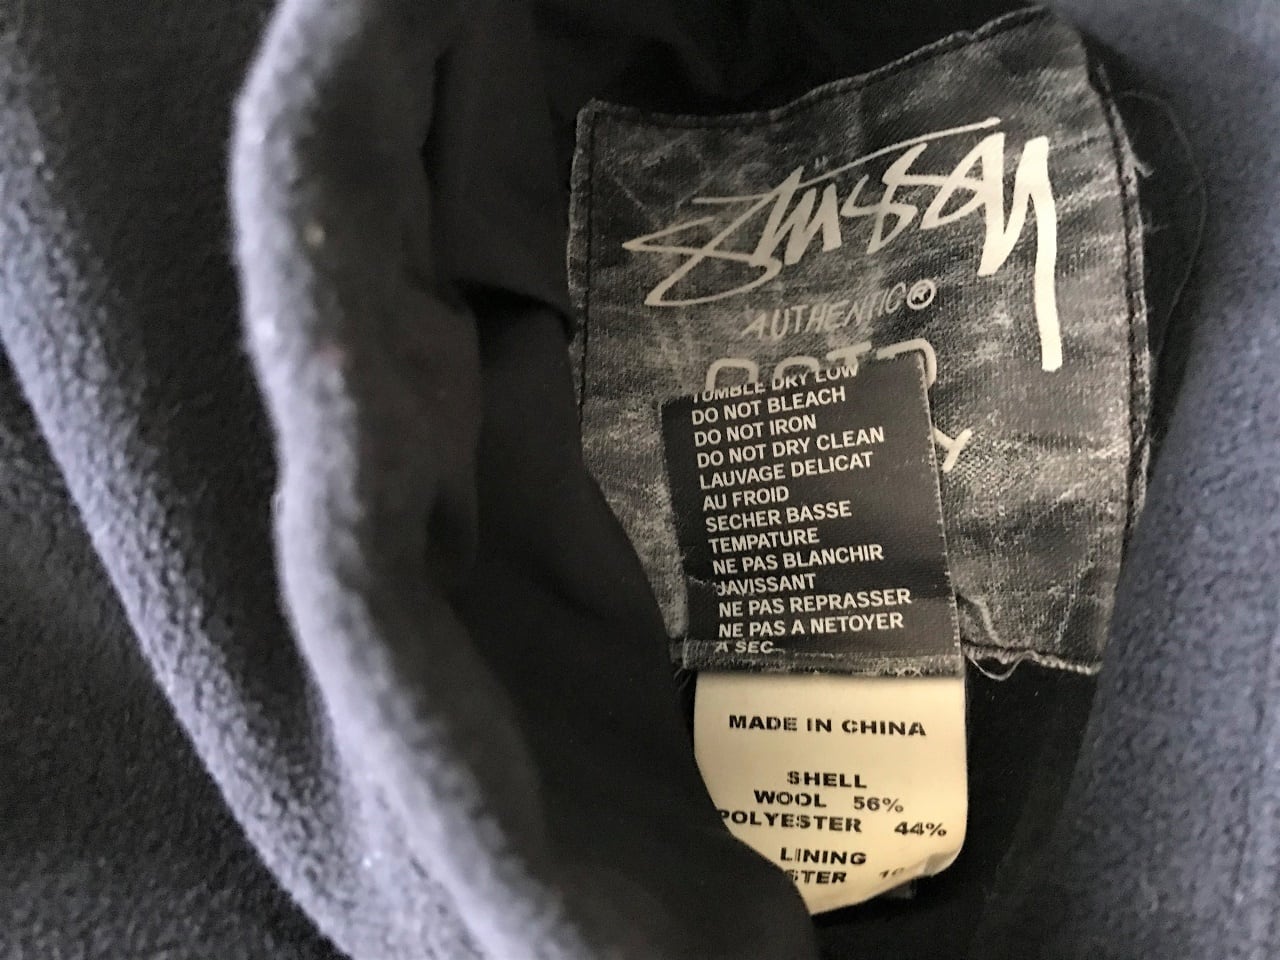 Stüssy
AUTHENTIC®
TUMBLE DRY LOW
DO NOT BLEACH
DO NOT IRON
DO NOT DRY CLEAN
LAUVAGE DELICAT
AU FROID
SECHER BASSE
TEMPATURE
NE PAS BLANCHIR
JAVISSANT
NE PAS REPRASSER
NE PAS A NETOYER
A SEC
MADE IN CHINA
SHELL
WOOL 56%
POLYESTER 44%
LINING